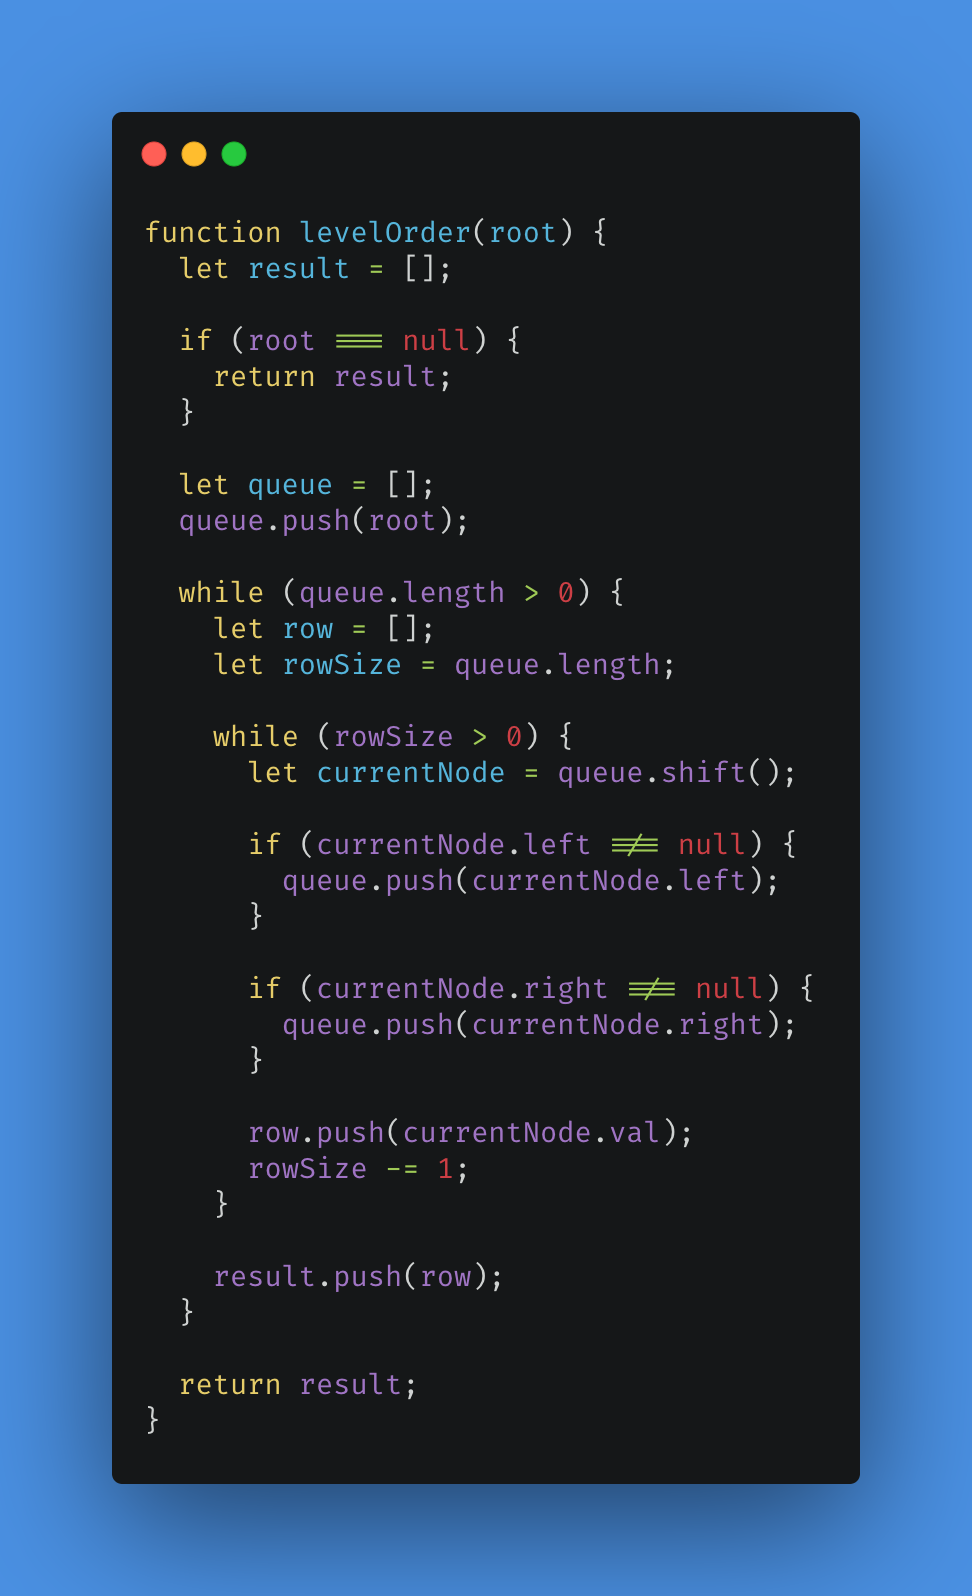 function levelOrder(root) {
  let result = [];

  if (root === null) {
    return result;
  }

  let queue = [];
  queue.push(root);

  while (queue.length > 0) {
    let row = [];
    let rowSize = queue.length;

    while (rowSize > 0) {
      let currentNode = queue.shift();

      if (currentNode.left !== null) {
        queue.push(currentNode.left);
      }

      if (currentNode.right !== null) {
        queue.push(currentNode.right);
      }

      row.push(currentNode.val);
      rowSize -= 1;
    }

    result.push(row);
  }

  return result;
}